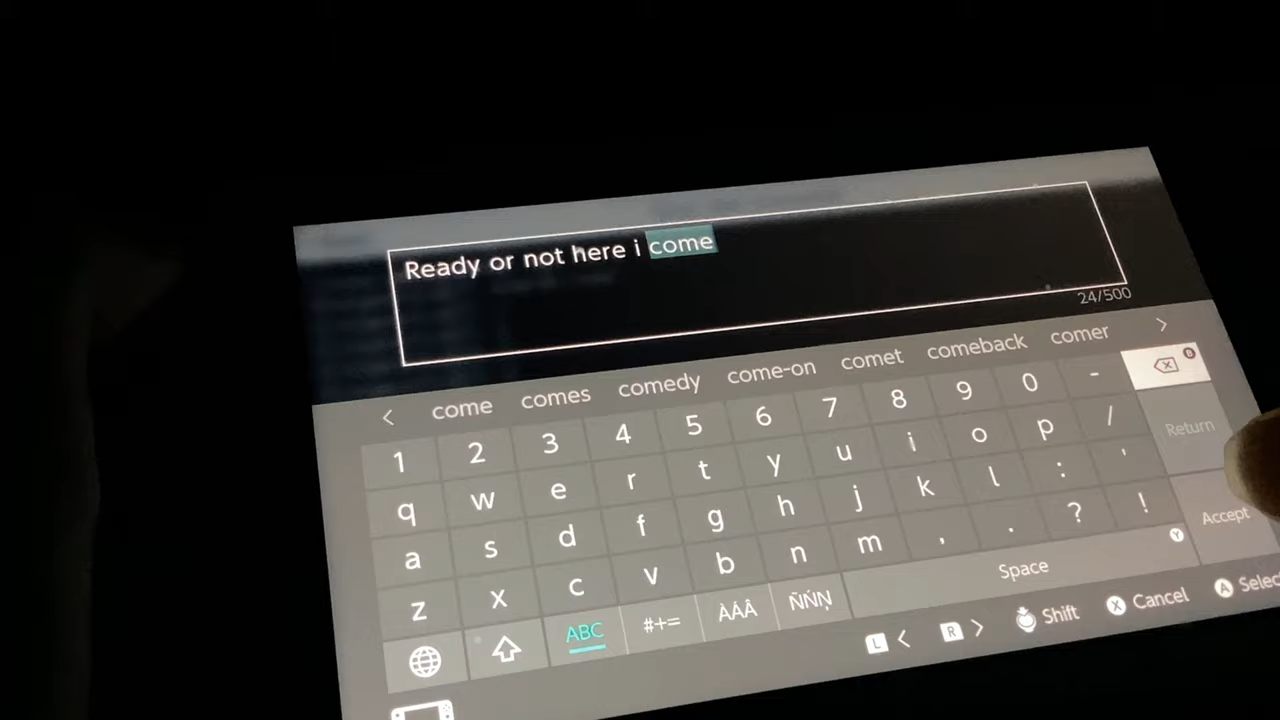 Ready or not here i come
24/500
< come comes comedy come-on comet comeback comer >
1 2 3 4 5 6 7 8 9 0 -
q w e r t y u i o p /
Return
a s d f g h j k l : '
z x c v b n m , . ? !
Accept
ABC #+= ÀÁÂ ÑŃŅ Space Y
L < R > Shift X Cancel A Selec
B